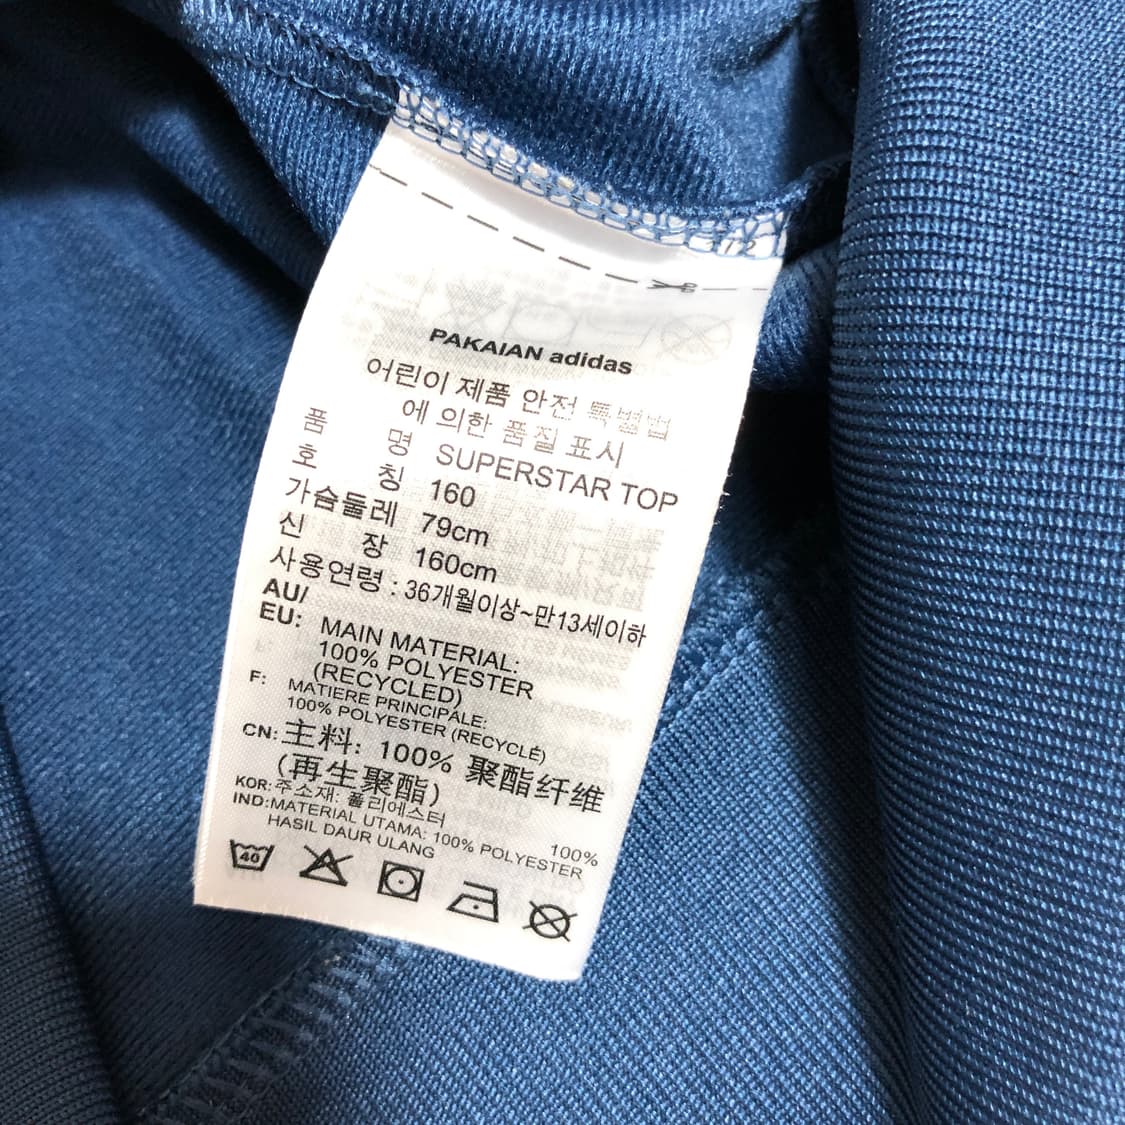 PAKAIAN adidas
어린이 제품 안전 특별법
에 의한 품질 표시
품 명 SUPERSTAR TOP
호 칭 160
가슴둘레 79cm
신 장 160cm
사용연령 : 36개월이상~만13세이하
AU/
EU: MAIN MATERIAL:
100% POLYESTER
(RECYCLED)
F: MATIERE PRINCIPALE:
100% POLYESTER (RECYCLÉ)
CN: 主料: 100% 聚酯纤维
(再生聚酯)
KOR: 주소재: 폴리에스터 100%
IND: MATERIAL UTAMA: 100% POLYESTER
HASIL DAUR ULANG
40